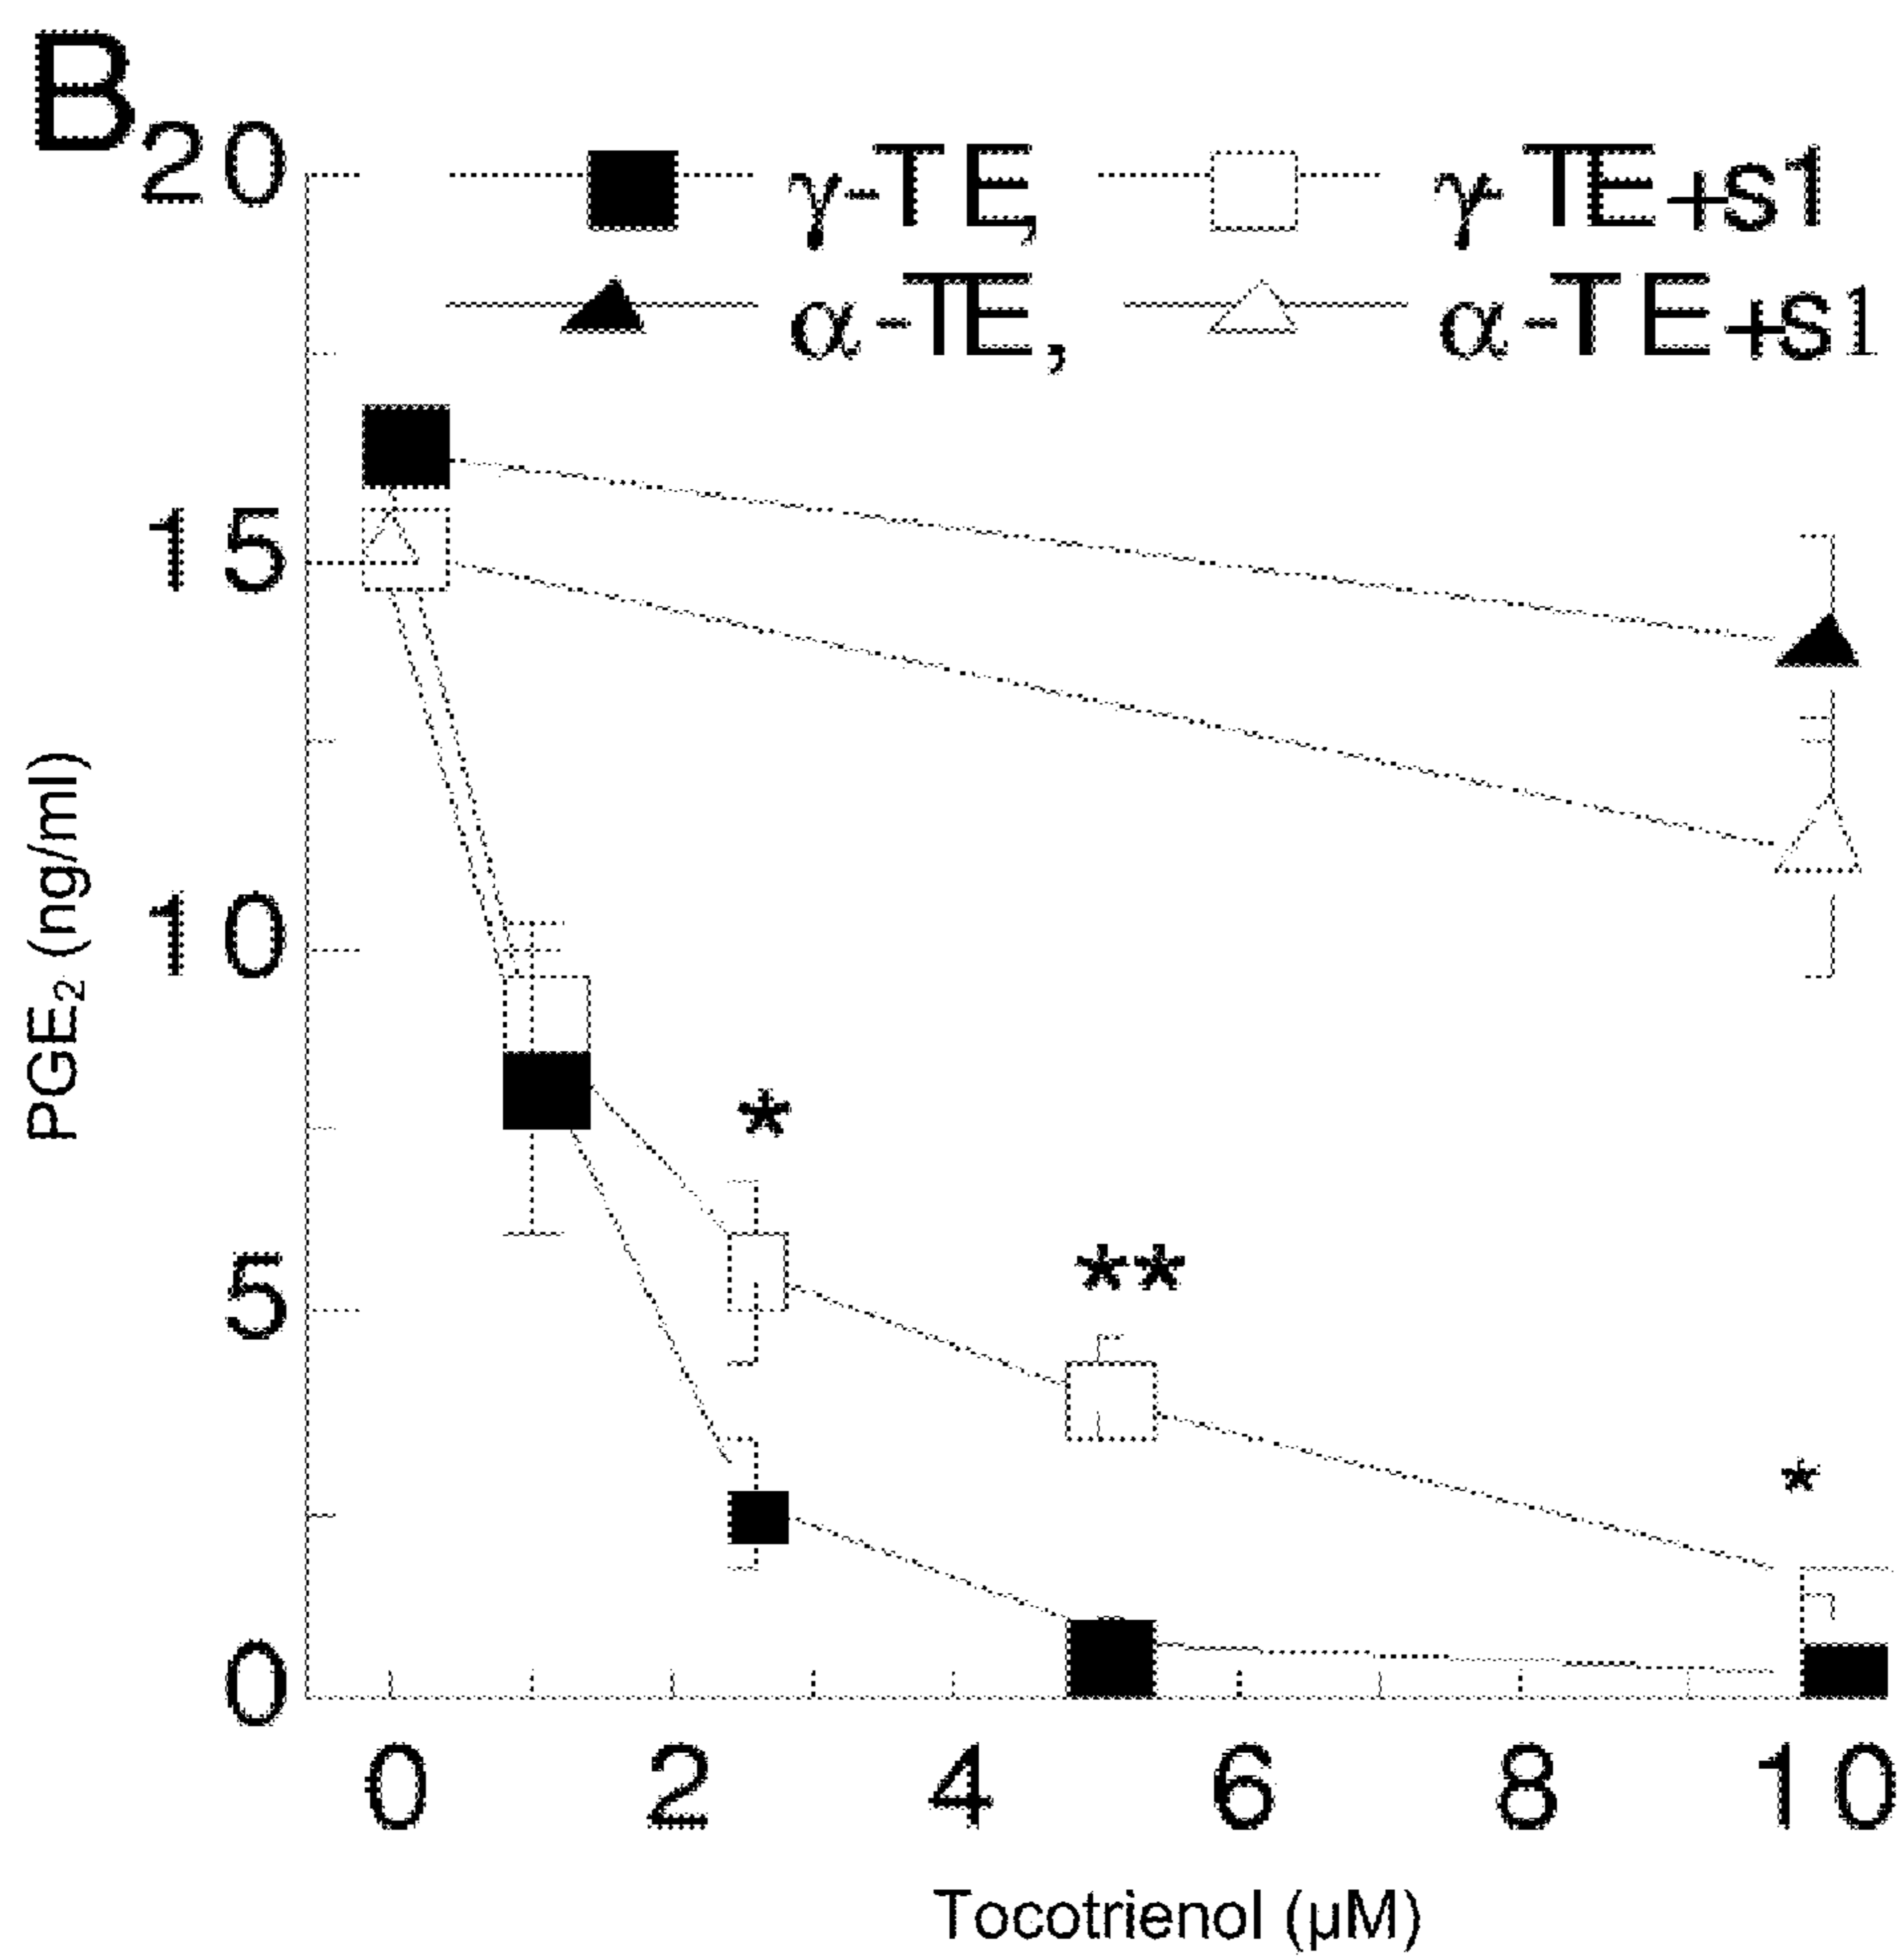 B
20 γ-TE, γ-TE+s1
α-TE, α-TE+s1
15
10
5
0
PGE₂ (ng/ml)
*
**
*
0 2 4 6 8 10
Tocotrienol (μM)